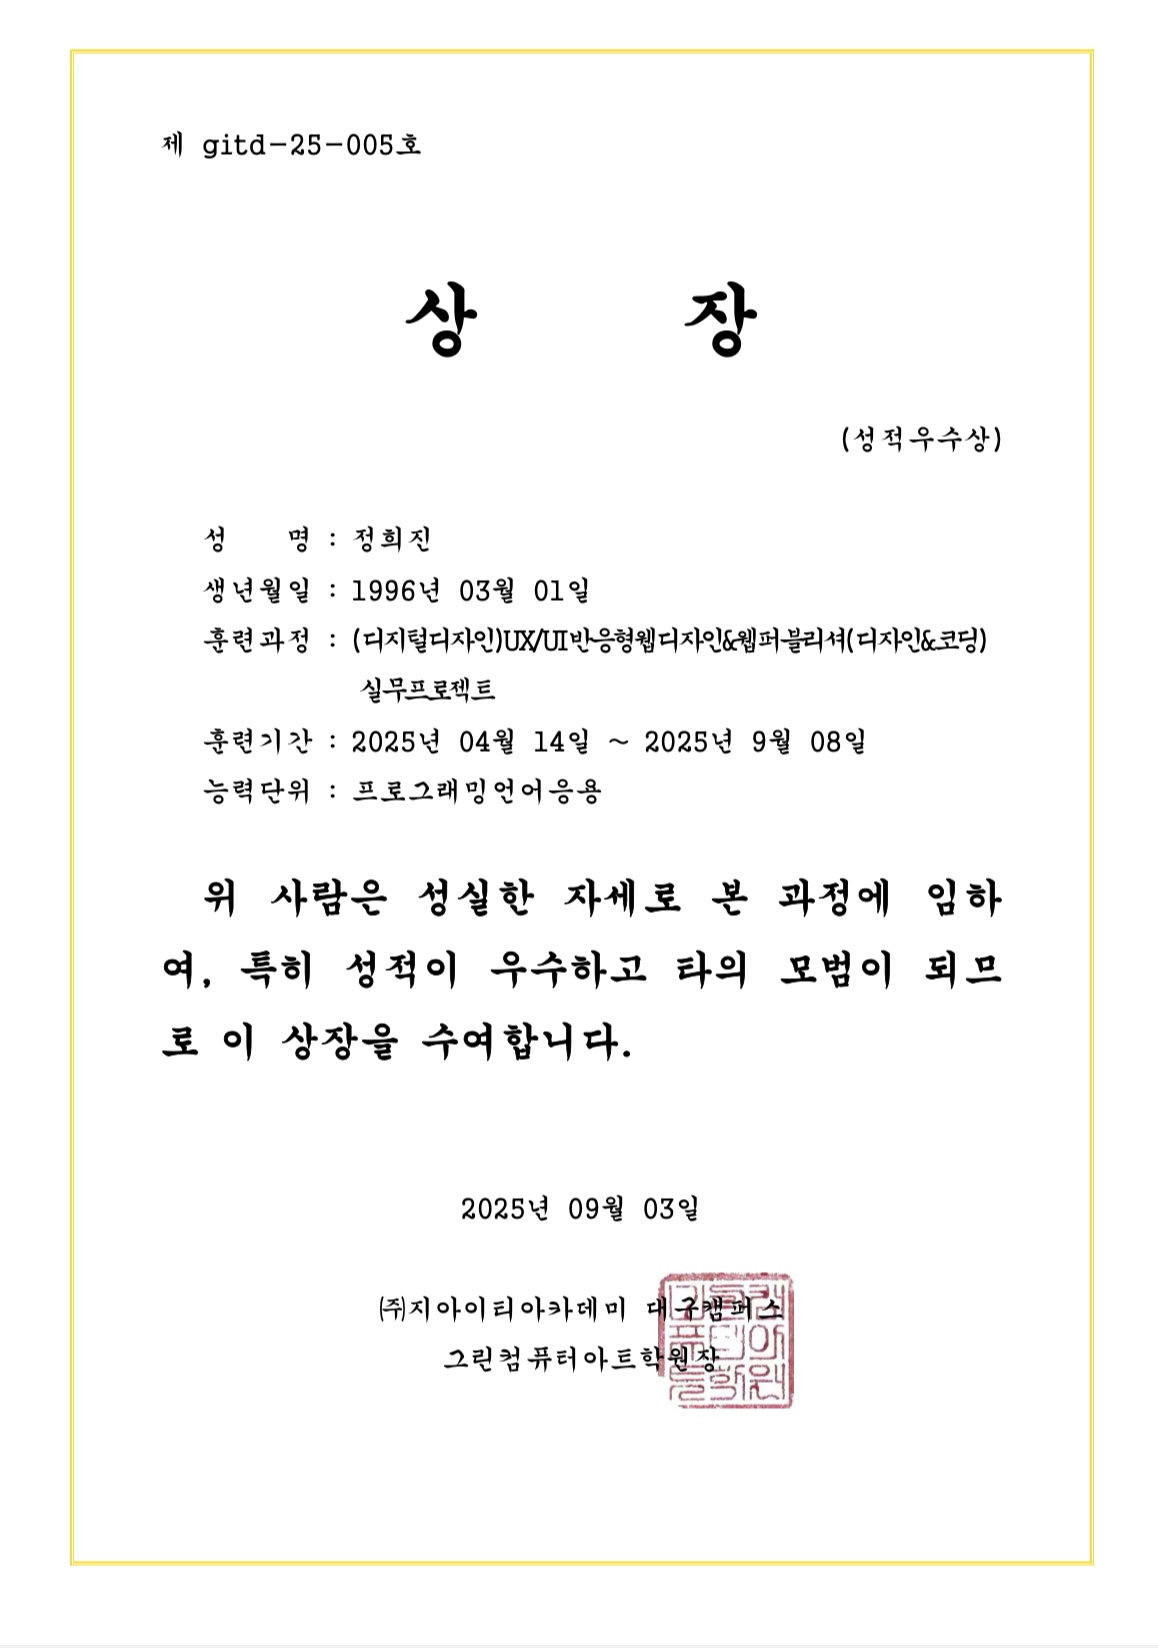 제 gitd-25-005호
상 장
(성적우수상)
성 명 : 정희진
생년월일 : 1996년 03월 01일
훈련과정 : (디지털디자인)UX/UI반응형웹디자인&웹퍼블리셔(디자인&코딩)
실무프로젝트
훈련기간 : 2025년 04월 14일 ~ 2025년 9월 08일
능력단위 : 프로그래밍언어응용
위 사람은 성실한 자세로 본 과정에 임하
여, 특히 성적이 우수하고 타의 모범이 되므
로 이 상장을 수여합니다.
2025년 09월 03일
㈜지아이티아카데미 대구캠퍼스
그린컴퓨터아트학원장